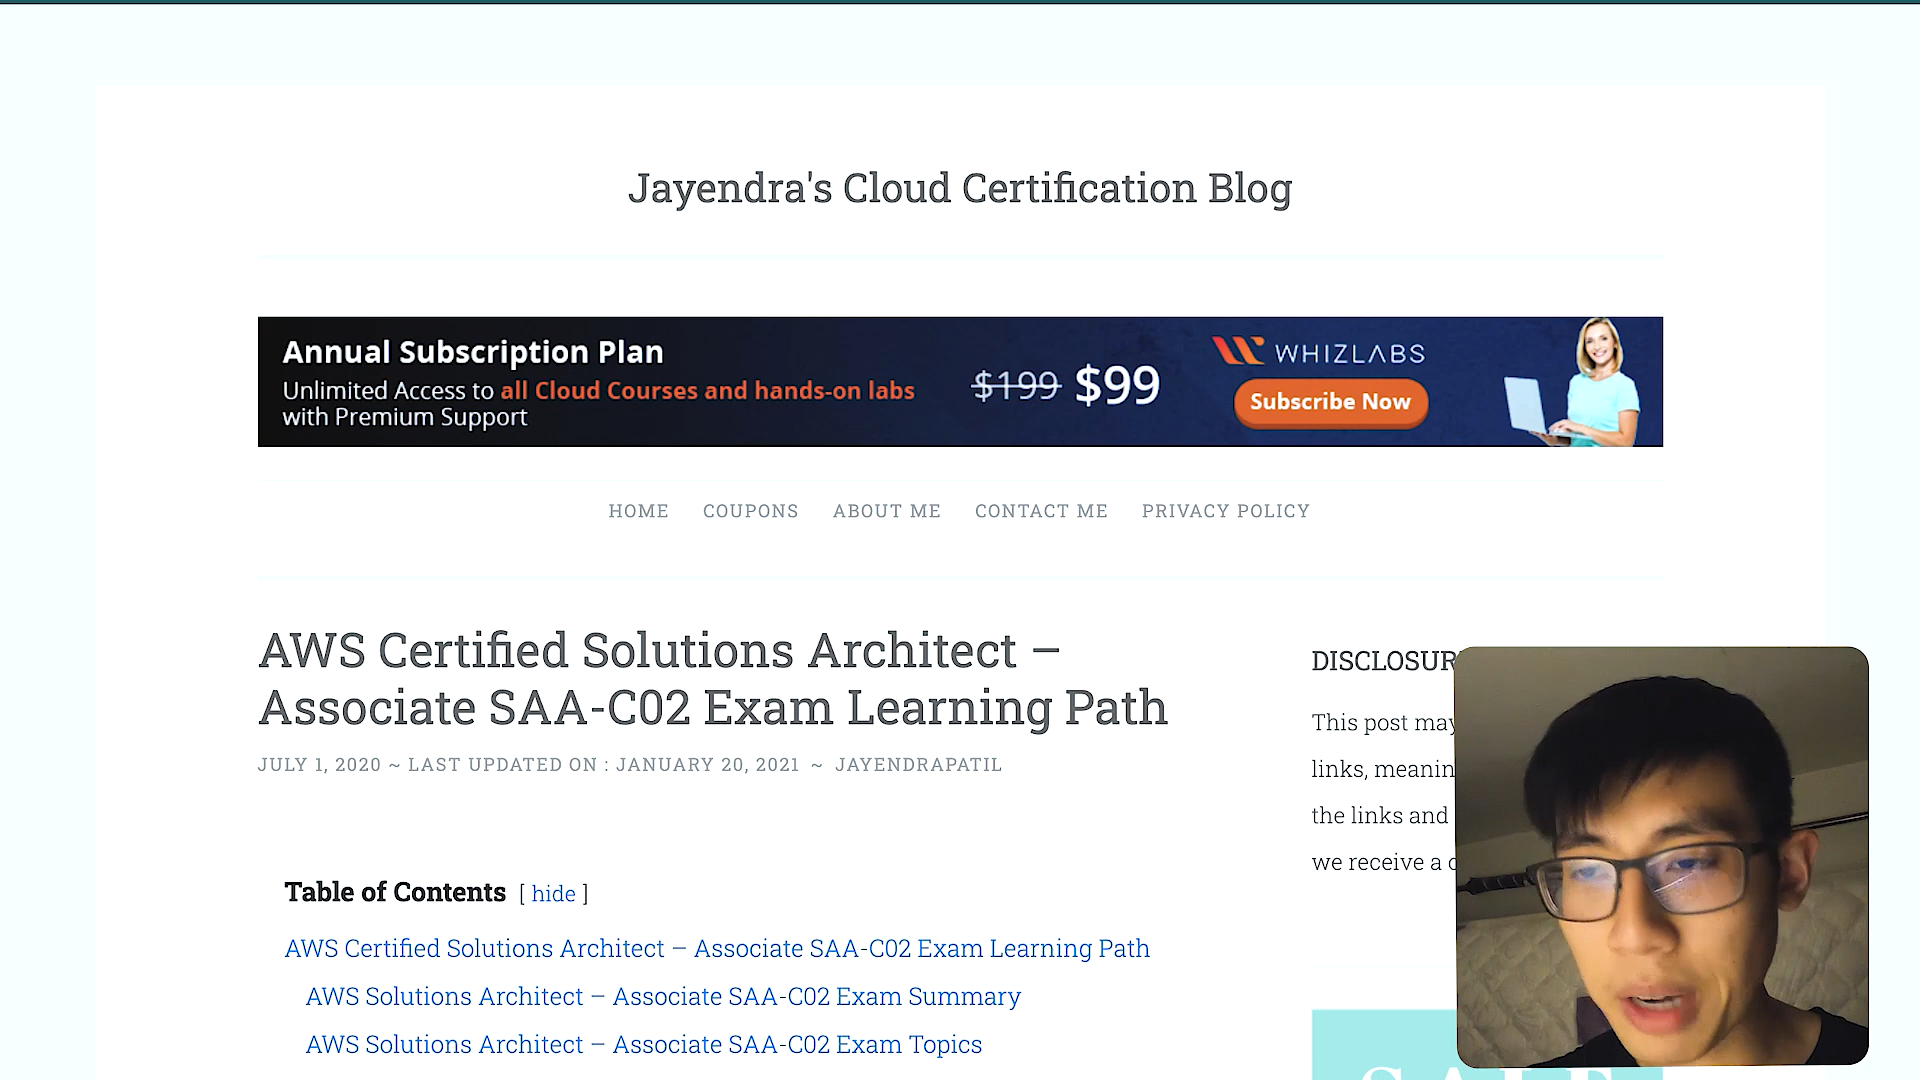 Jayendra's Cloud Certification Blog
Annual Subscription Plan
Unlimited Access to all Cloud Courses and hands-on labs
with Premium Support
$199 $99
WHIZLABS
Subscribe Now
HOME COUPONS ABOUT ME CONTACT ME PRIVACY POLICY
AWS Certified Solutions Architect –
Associate SAA-C02 Exam Learning Path
JULY 1, 2020 ~ LAST UPDATED ON : JANUARY 20, 2021 ~ JAYENDRAPATIL
Table of Contents [ hide ]
AWS Certified Solutions Architect – Associate SAA-C02 Exam Learning Path
AWS Solutions Architect – Associate SAA-C02 Exam Summary
AWS Solutions Architect – Associate SAA-C02 Exam Topics
This post may
links,
the links and
we receive a